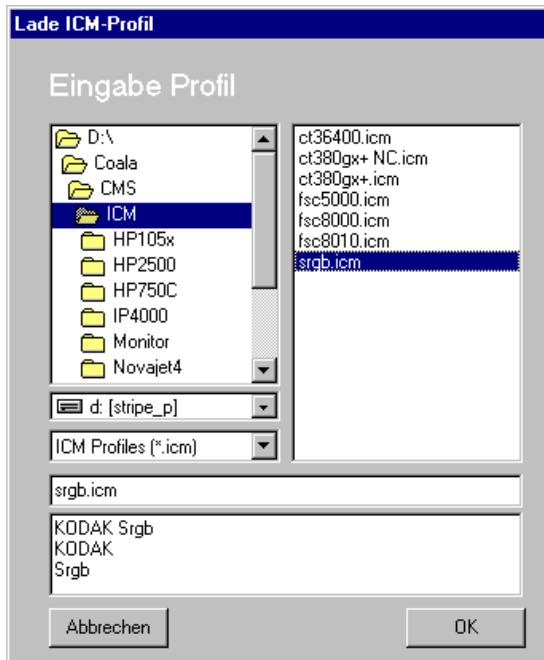 Lade ICM-Profil
Eingabe Profil
D:\
Coala
CMS
ICM
HP105x
HP2500
HP750C
IP4000
Monitor
Novajet4
d: [stripe_p]
ICM Profiles (*.icm)
ct36400.icm
ct380gx+ NC.icm
ct380gx+.icm
fsc5000.icm
fsc8000.icm
fsc8010.icm
srgb.icm
srgb.icm
KODAK Srgb
KODAK
Srgb
Abbrechen
OK